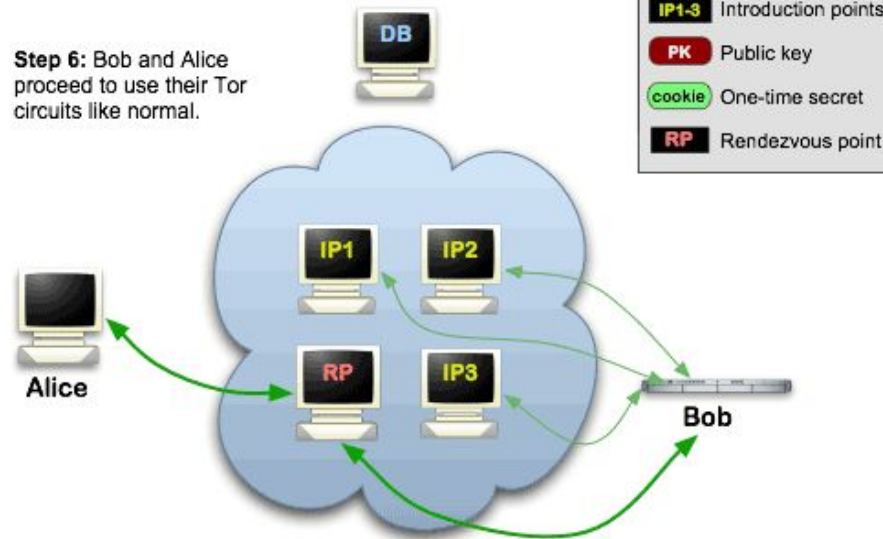 IP1-3 Introduction points
PK Public key
cookie One-time secret
RP Rendezvous point
Step 6: Bob and Alice
proceed to use their Tor
circuits like normal.
DB
IP1 IP2
RP IP3
Alice
Bob